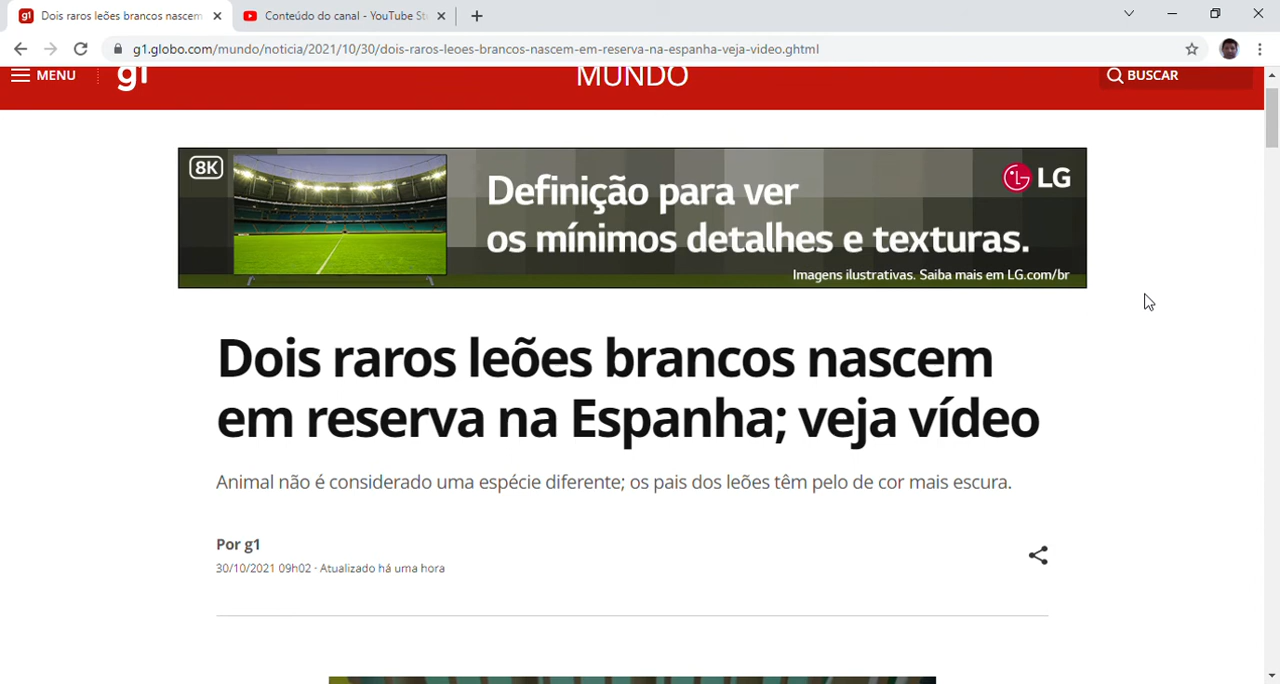 Dois raros leões brancos nascem
Conteúdo do canal - YouTube St
g1.globo.com/mundo/noticia/2021/10/30/dois-raros-leoes-brancos-nascem-em-reserva-na-espanha-veja-video.ghtml
MENU
g1
MUNDO
BUSCAR
8K
Definição para ver
os mínimos detalhes e texturas.
LG
Imagens ilustrativas. Saiba mais em LG.com/br
Dois raros leões brancos nascem
em reserva na Espanha; veja vídeo
Animal não é considerado uma espécie diferente; os pais dos leões têm pelo de cor mais escura.
Por g1
30/10/2021 09h02 · Atualizado há uma hora